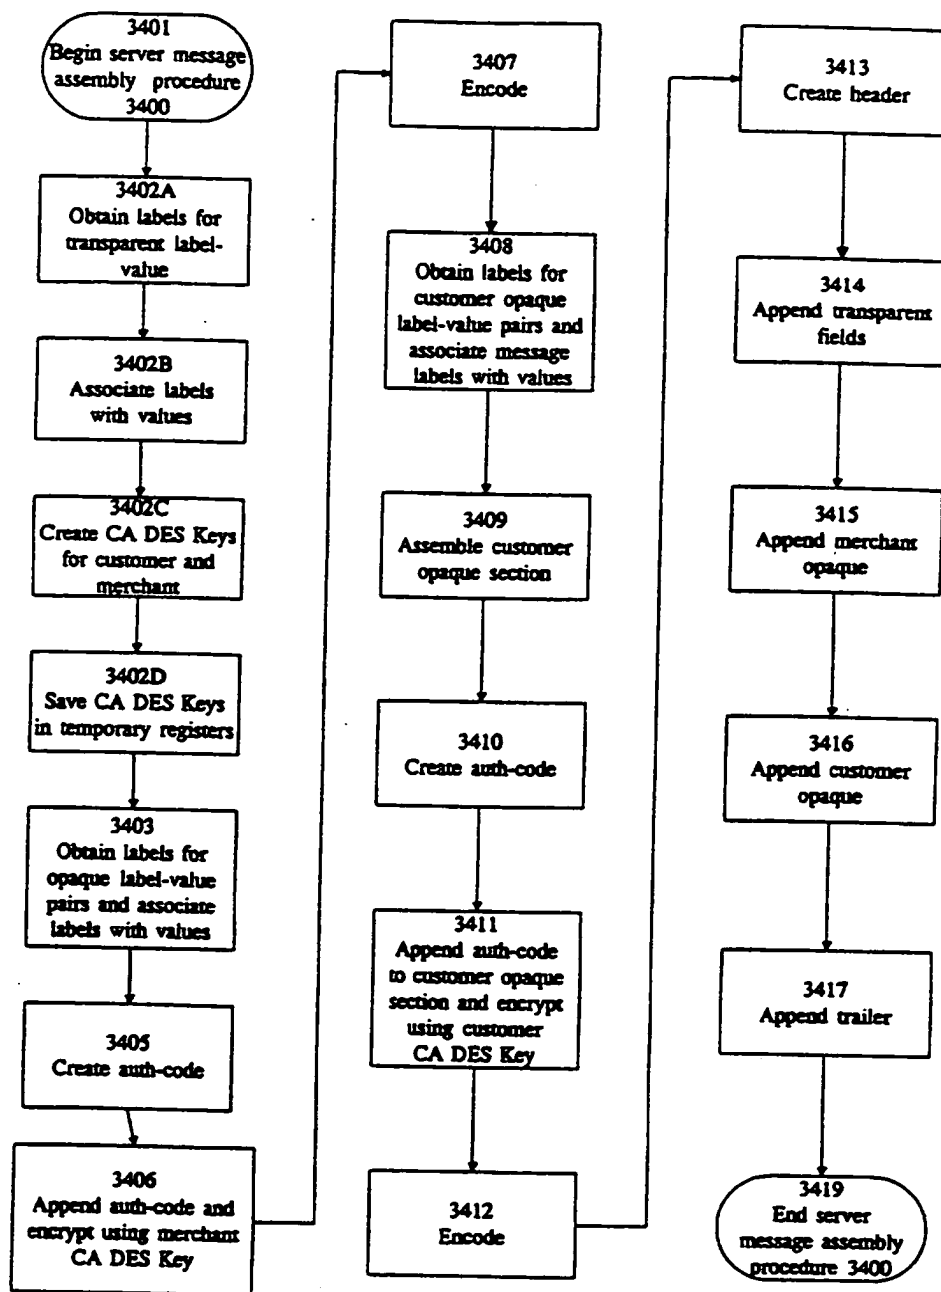 3401
Begin server message
assembly procedure
3400
3402A
Obtain labels for
transparent label-
value
3402B
Associate labels
with values
3402C
Create CA DES Keys
for customer and
merchant
3402D
Save CA DES Keys
in temporary registers
3403
Obtain labels for
opaque label-value
pairs and associate
labels with values
3405
Create auth-code
3406
Append auth-code and
encrypt using merchant
CA DES Key
3407
Encode
3408
Obtain labels for
customer opaque
label-value pairs and
associate message
labels with values
3409
Assemble customer
opaque section
3410
Create auth-code
3411
Append auth-code
to customer opaque
section and encrypt
using customer
CA DES Key
3412
Encode
3413
Create header
3414
Append transparent
fields
3415
Append merchant
opaque
3416
Append customer
opaque
3417
Append trailer
3419
End server
message assembly
procedure 3400